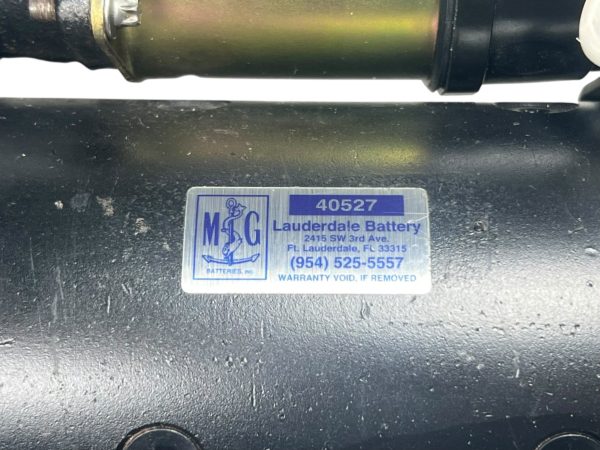 M G
BATTERIES, INC.
40527
Lauderdale Battery
2415 SW 3rd Ave.
Ft. Lauderdale, FL 33315
(954) 525-5557
WARRANTY VOID, IF REMOVED